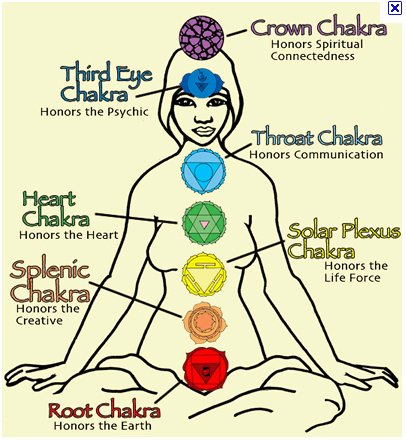 Crown Chakra
Honors Spiritual
Connectedness
Third Eye
Chakra
Honors the Psychic
Throat Chakra
Honors Communication
Heart
Chakra
Honors the Heart
Solar Plexus
Chakra
Honors the
Life Force
Splenic
Chakra
Honors the
Creative
Root Chakra
Honors the Earth